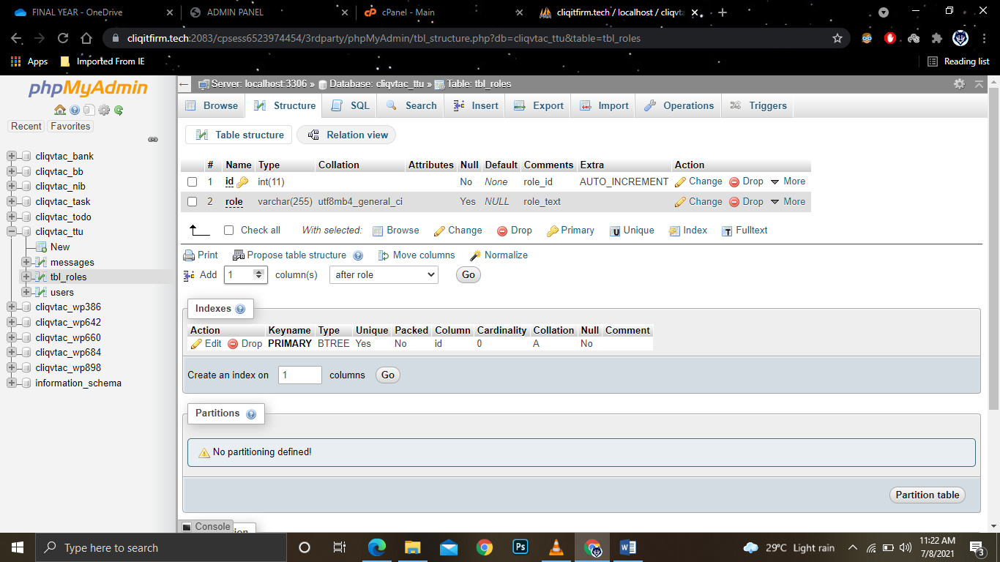 FINAL YEAR - OneDrive
ADMIN PANEL
cPanel - Main
cliqitfirm.tech / localhost / cliqvta
cliqitfirm.tech:2083/cpsess6523974454/3rdparty/phpMyAdmin/tbl_structure.php?db=cliqvtac_ttu&table=tbl_roles
Apps
Imported From IE
Reading list
phpMyAdmin
Recent
Favorites
cliqvtac_bank
cliqvtac_bb
cliqvtac_nib
cliqvtac_task
cliqvtac_todo
cliqvtac_ttu
New
messages
tbl_roles
users
cliqvtac_wp386
cliqvtac_wp642
cliqvtac_wp660
cliqvtac_wp684
cliqvtac_wp898
information_schema
Server: localhost:3306 » Database: cliqvtac_ttu » Table: tbl_roles
Browse Structure SQL Search Insert Export Import Operations Triggers
Table structure Relation view
# Name Type Collation Attributes Null Default Comments Extra Action
1 id int(11) No None role_id AUTO_INCREMENT Change Drop More
2 role varchar(255) utf8mb4_general_ci Yes NULL role_text Change Drop More
Check all With selected: Browse Change Drop Primary Unique Index Fulltext
Print Propose table structure Move columns Normalize
Add 1 column(s) after role Go
Indexes
Action Keyname Type Unique Packed Column Cardinality Collation Null Comment
Edit Drop PRIMARY BTREE Yes No id 0 A No
Create an index on 1 columns Go
Partitions
No partitioning defined!
Partition table
Console
Type here to search
29°C Light rain
11:22 AM
7/8/2021
3